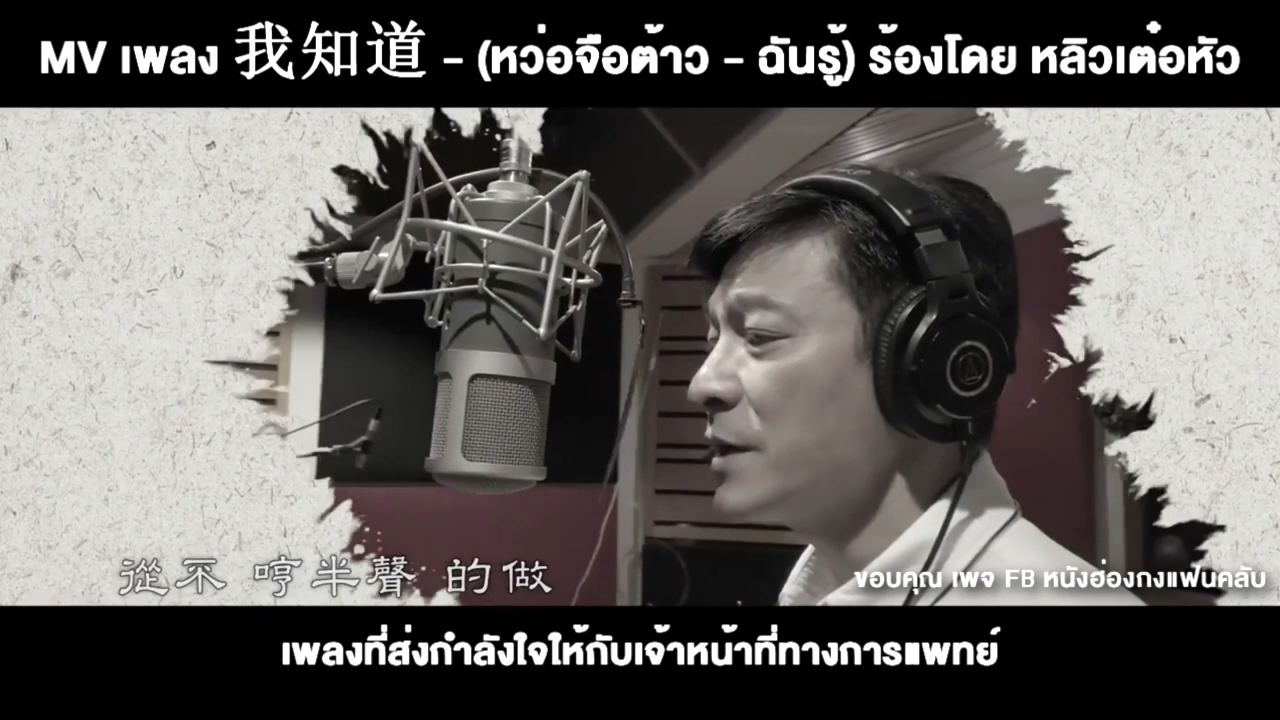 MV เพลง 我知道 - (หว่อจือต้าว - ฉันรู้) ร้องโดย หลิวเต๋อหัว
從不 哼半聲 的做
ขอบคุณ เพจ FB หนังฮ่องกงแฟนคลับ
เพลงที่ส่งกำลังใจให้กับเจ้าหน้าที่ทางการแพทย์